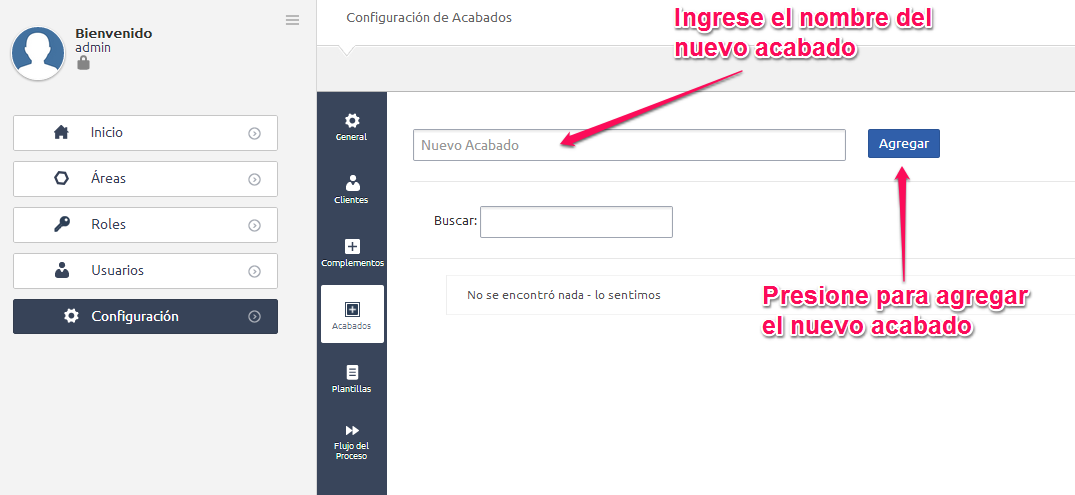 Bienvenido
admin
Inicio
Áreas
Roles
Usuarios
Configuración
Configuración de Acabados
Ingrese el nombre del
nuevo acabado
General
Clientes
Complementos
Acabados
Plantillas
Flujo del
Proceso
Nuevo Acabado
Agregar
Buscar:
No se encontró nada - lo sentimos
Presione para agregar
el nuevo acabado